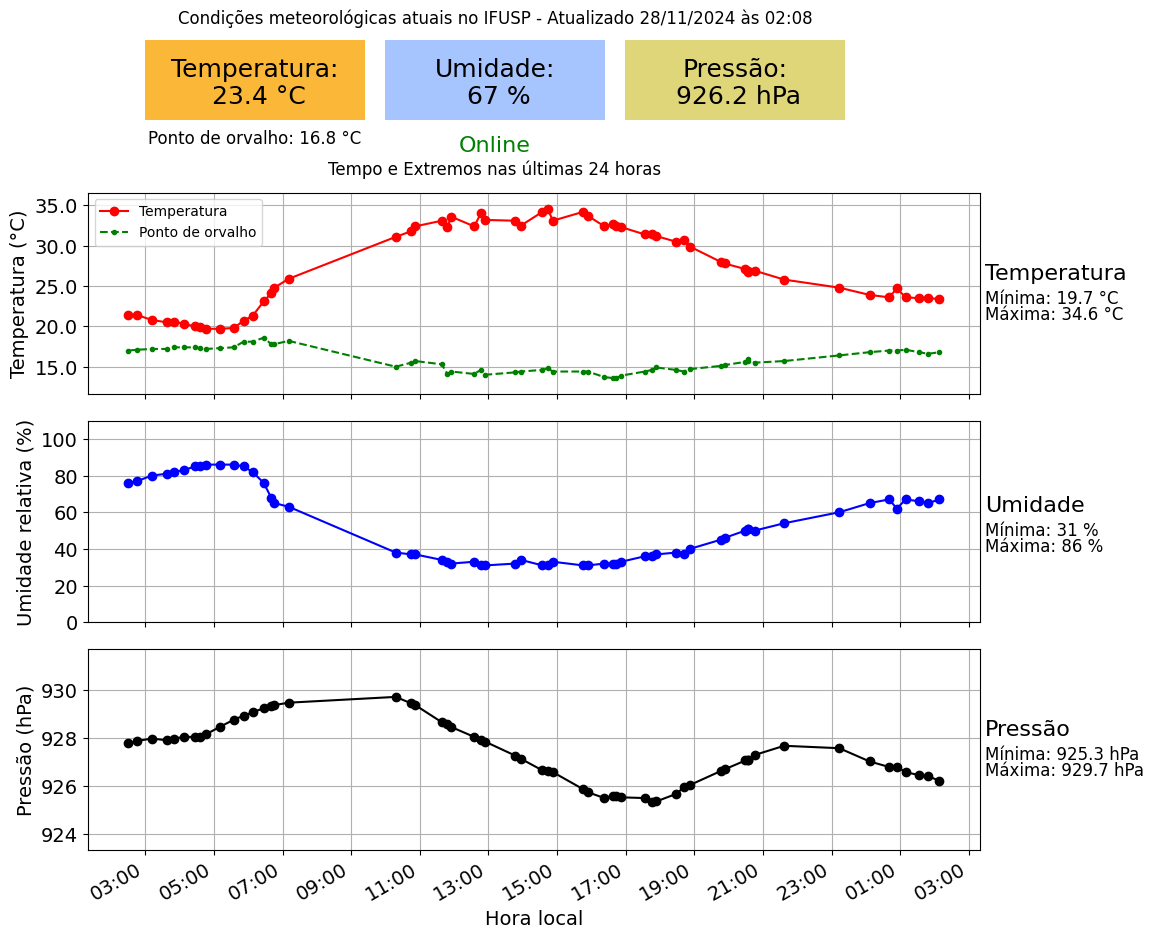 Condições meteorológicas atuais no IFUSP - Atualizado 28/11/2024 às 02:08
Temperatura:
23.4 °C
Umidade:
67 %
Pressão:
926.2 hPa
Ponto de orvalho: 16.8 °C
Online
Tempo e Extremos nas últimas 24 horas
Temperatura (°C)
35.0
30.0
25.0
20.0
15.0
Temperatura
Ponto de orvalho
Temperatura
Mínima: 19.7 °C
Máxima: 34.6 °C
Umidade relativa (%)
100
80
60
40
20
0
Umidade
Mínima: 31 %
Máxima: 86 %
Pressão (hPa)
930
928
926
924
Pressão
Mínima: 925.3 hPa
Máxima: 929.7 hPa
03:00 05:00 07:00 09:00 11:00 13:00 15:00 17:00 19:00 21:00 23:00 01:00 03:00
Hora local